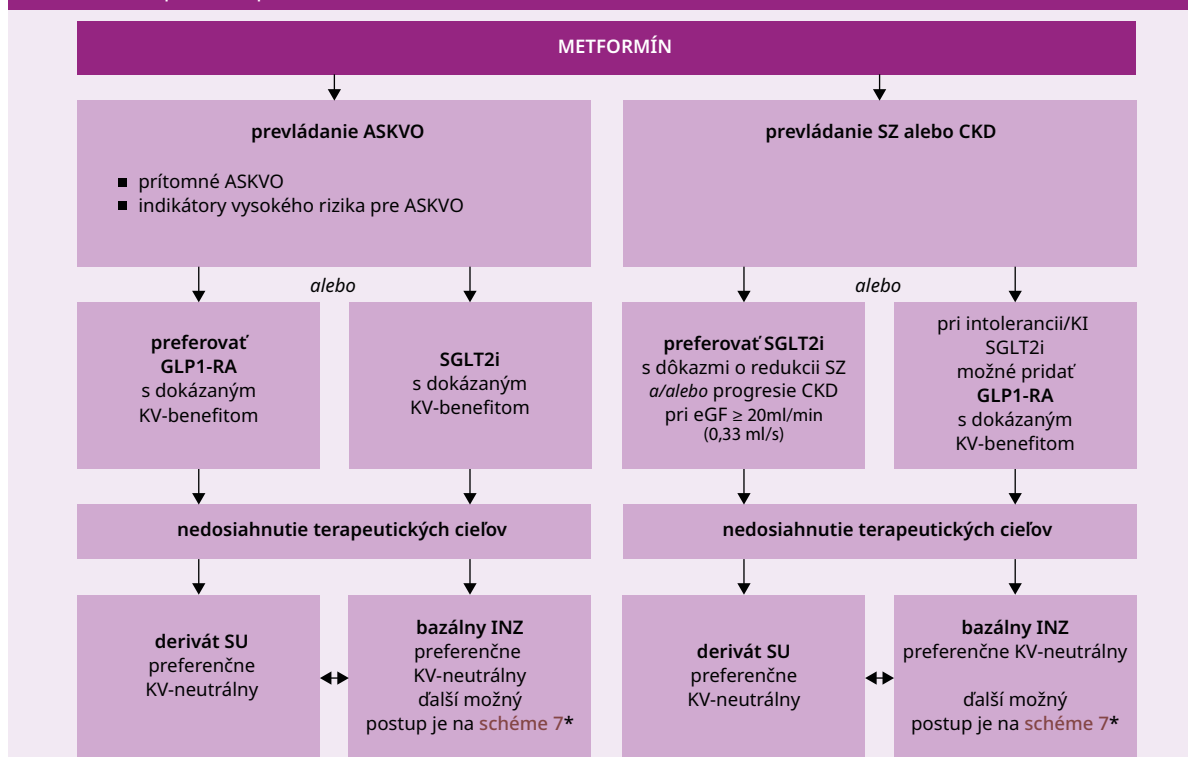 METFORMÍN
prevládanie ASKVO
■ prítomné ASKVO
■ indikátory vysokého rizika pre ASKVO
prevládanie SZ alebo CKD
alebo
preferovať
GLP1-RA
s dokázaným
KV-benefitom
SGLT2i
s dokázaným
KV-benefitom
alebo
preferovať SGLT2i
s dôkazmi o redukcii SZ
a/alebo progresie CKD
pri eGF ≥ 20ml/min
(0,33 ml/s)
pri intolerancii/KI
SGLT2i
možné pridať
GLP1-RA
s dokázaným
KV-benefitom
nedosiahnutie terapeutických cieľov
nedosiahnutie terapeutických cieľov
derivát SU
preferenčne
KV-neutrálny
bazálny INZ
preferenčne
KV-neutrálny
ďalší možný
postup je na schéme 7*
derivát SU
preferenčne
KV-neutrálny
bazálny INZ
preferenčne KV-neutrálny
ďalší možný
postup je na schéme 7*